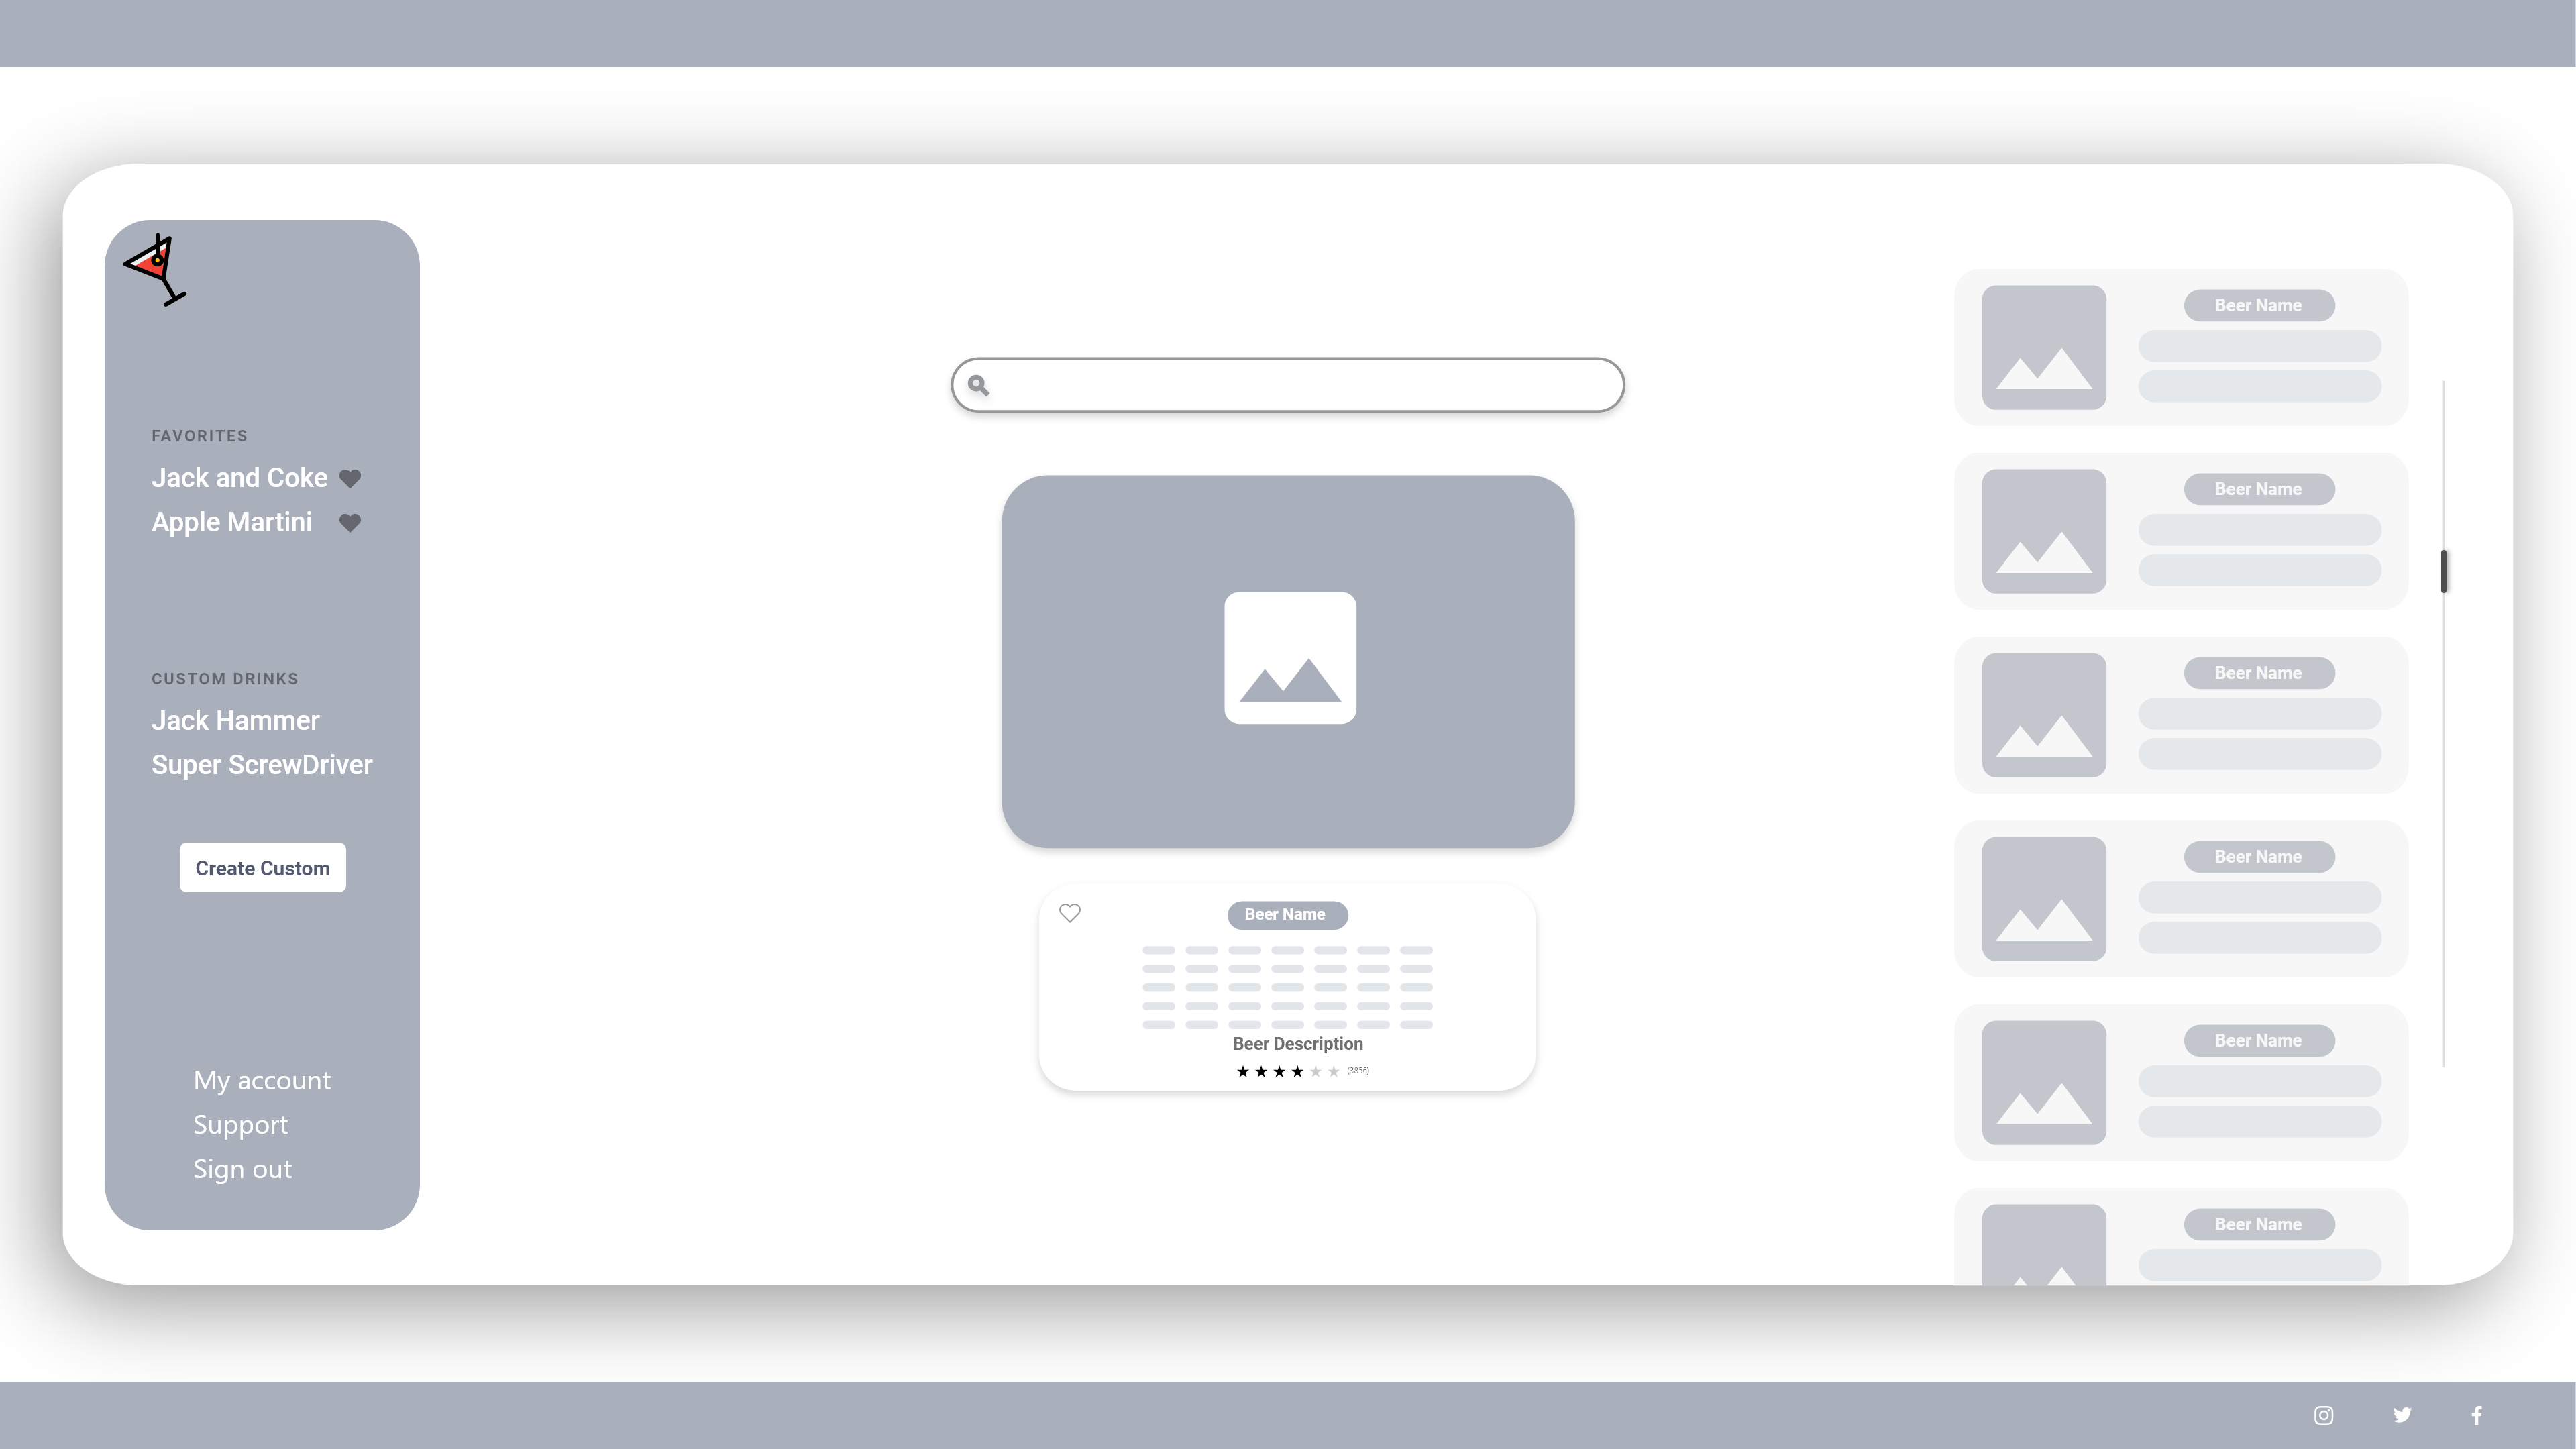 FAVORITES
Jack and Coke
Apple Martini
CUSTOM DRINKS
Jack Hammer
Super ScrewDriver
Create Custom
My account
Support
Sign out
Beer Name
Beer Description
(3856)
Beer Name
Beer Name
Beer Name
Beer Name
Beer Name
Beer Name